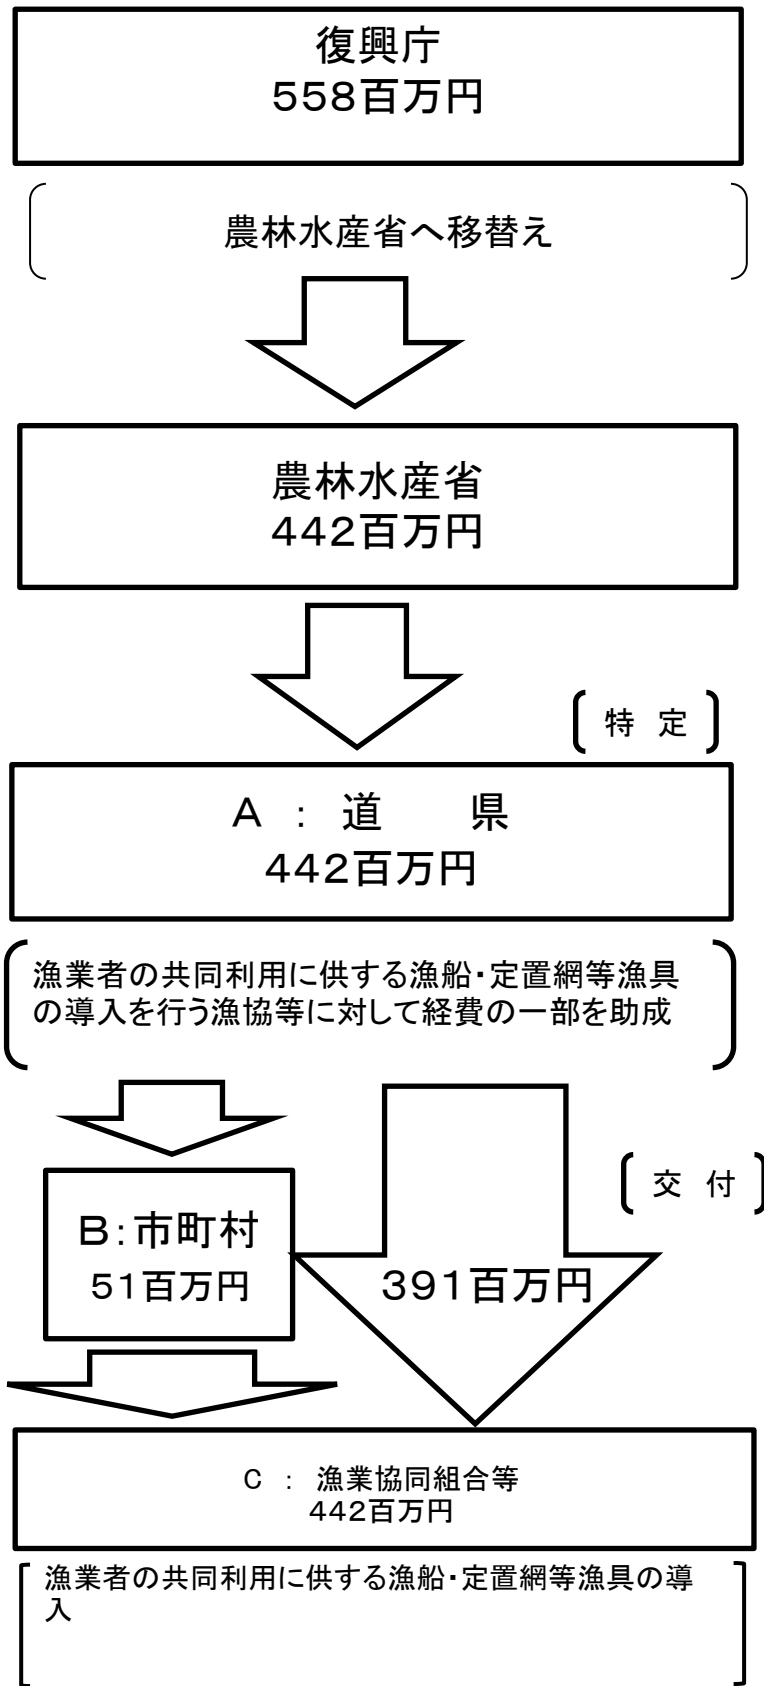 復興庁
558百万円
農林水産省へ移替え
農林水産省
442百万円
特 定
A : 道 県
442百万円
漁業者の共同利用に供する漁船・定置網等漁具
の導入を行う漁協等に対して経費の一部を助成
交 付
B:市町村
51百万円
391百万円
C : 漁業協同組合等
442百万円
漁業者の共同利用に供する漁船・定置網等漁具の導
入